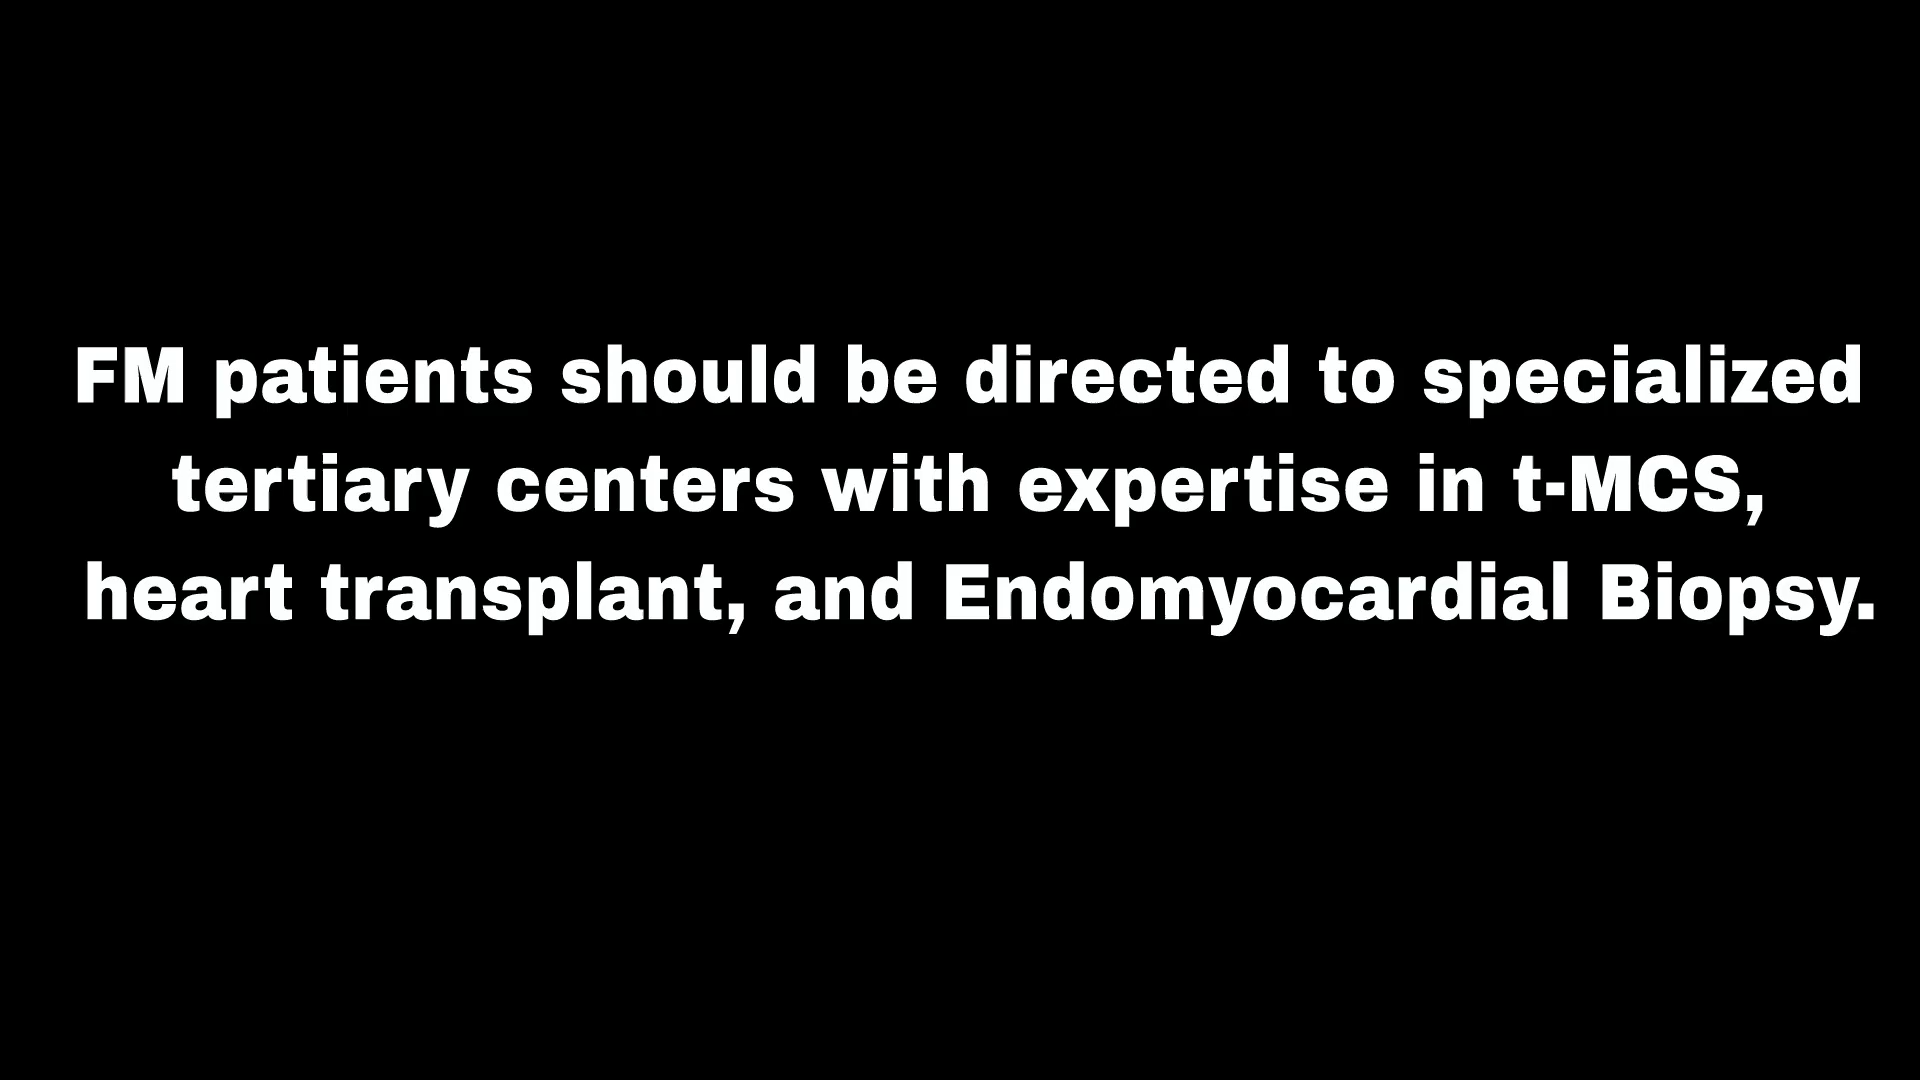 FM patients should be directed to specialized
tertiary centers with expertise in t-MCS,
heart transplant, and Endomyocardial Biopsy.